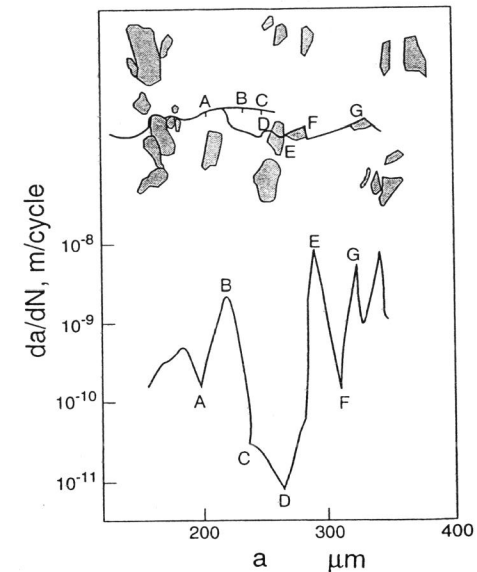 A B C
D
E
F
G
da/dN, m/cycle
10-8
10-9
10-10
10-11
E
G
B
A
F
C
D
200 300 400
a μm